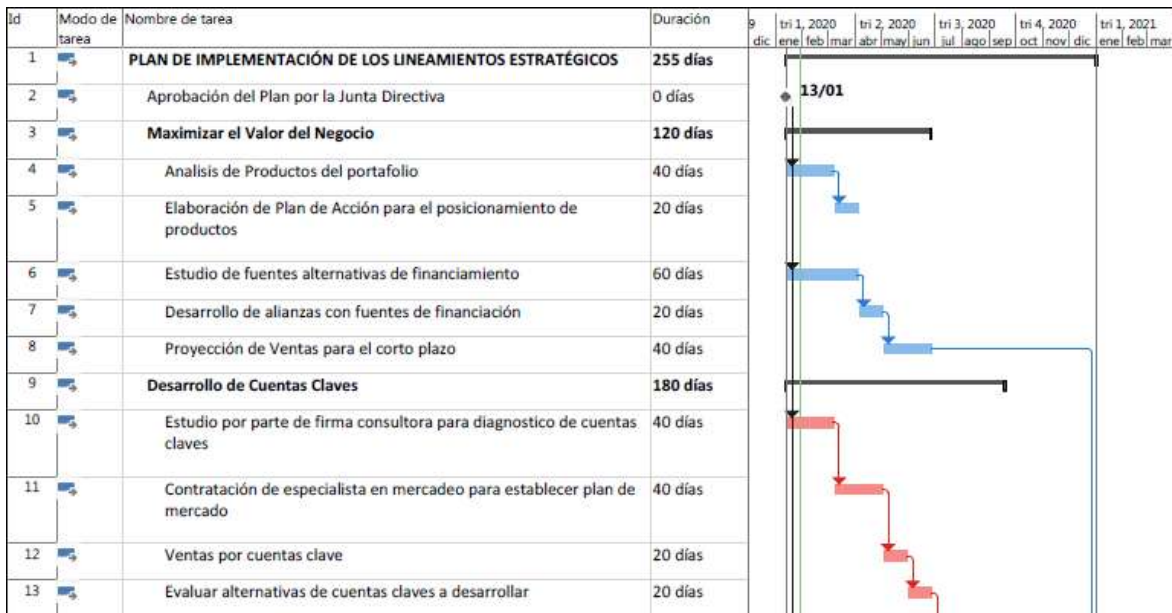 Id Modo de Nombre de tarea Duración 9 tri 1, 2020 tri 2, 2020 tri 3, 2020 tri 4, 2020 tri 1, 2021
tarea dic ene feb mar abr may jun jul ago sep oct nov dic ene feb mar
1 PLAN DE IMPLEMENTACIÓN DE LOS LINEAMIENTOS ESTRATÉGICOS 255 días
2 Aprobación del Plan por la Junta Directiva 0 días 13/01
3 Maximizar el Valor del Negocio 120 días
4 Analisis de Productos del portafolio 40 días
5 Elaboración de Plan de Acción para el posicionamiento de 20 días
productos
6 Estudio de fuentes alternativas de financiamiento 60 días
7 Desarrollo de alianzas con fuentes de financiación 20 días
8 Proyección de Ventas para el corto plazo 40 días
9 Desarrollo de Cuentas Claves 180 días
10 Estudio por parte de firma consultora para diagnostico de cuentas 40 días
claves
11 Contratación de especialista en mercadeo para establecer plan de 40 días
mercado
12 Ventas por cuentas clave 20 días
13 Evaluar alternativas de cuentas claves a desarrollar 20 días